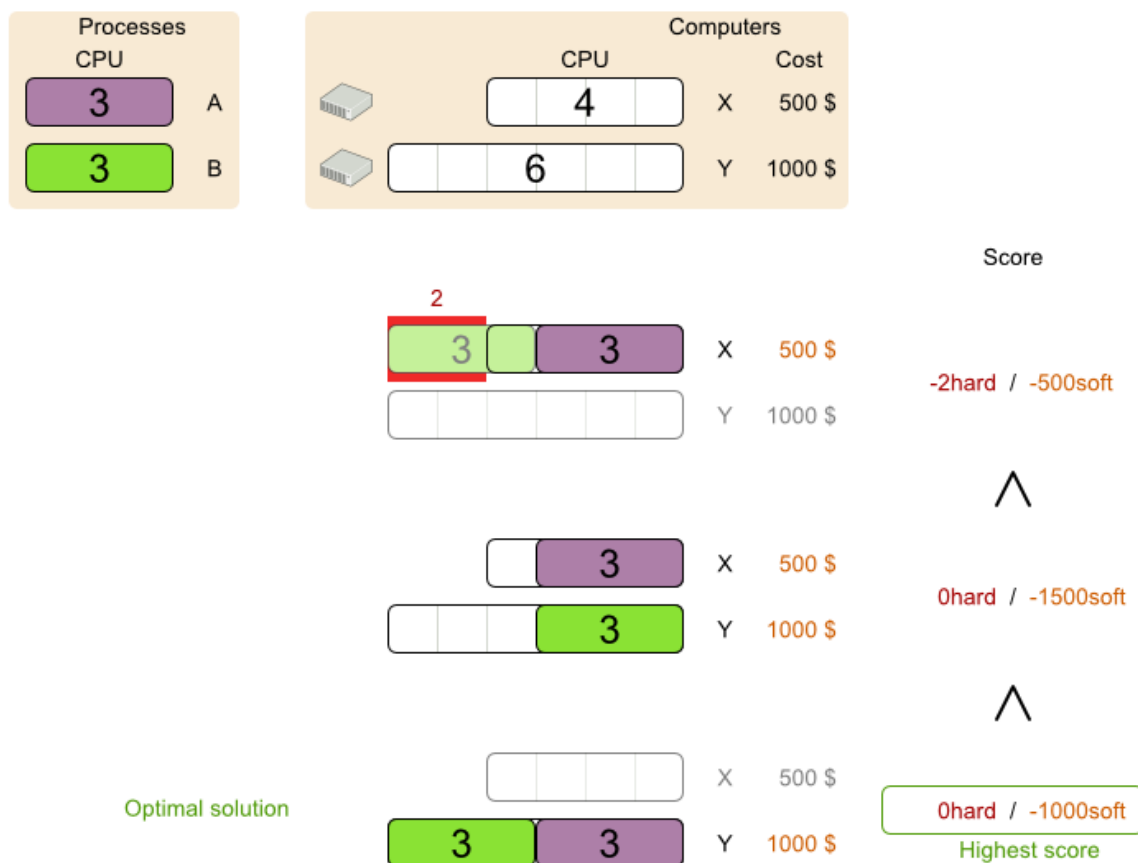 Processes
CPU
3 A
3 B
Computers
CPU Cost
4 X 500 $
6 Y 1000 $
Score
2
3 3 X 500 $
Y 1000 $
-2hard / -500soft
3 X 500 $
3 Y 1000 $
0hard / -1500soft
X 500 $
Optimal solution
3 3 Y 1000 $
0hard / -1000soft
Highest score